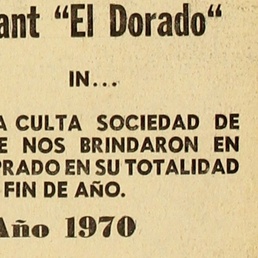 ant "El Dorado"
IN...
A CULTA SOCIEDAD DE
E NOS BRINDARON EN
PRADO EN SU TOTALIDAD
FIN DE AÑO.
Año 1970